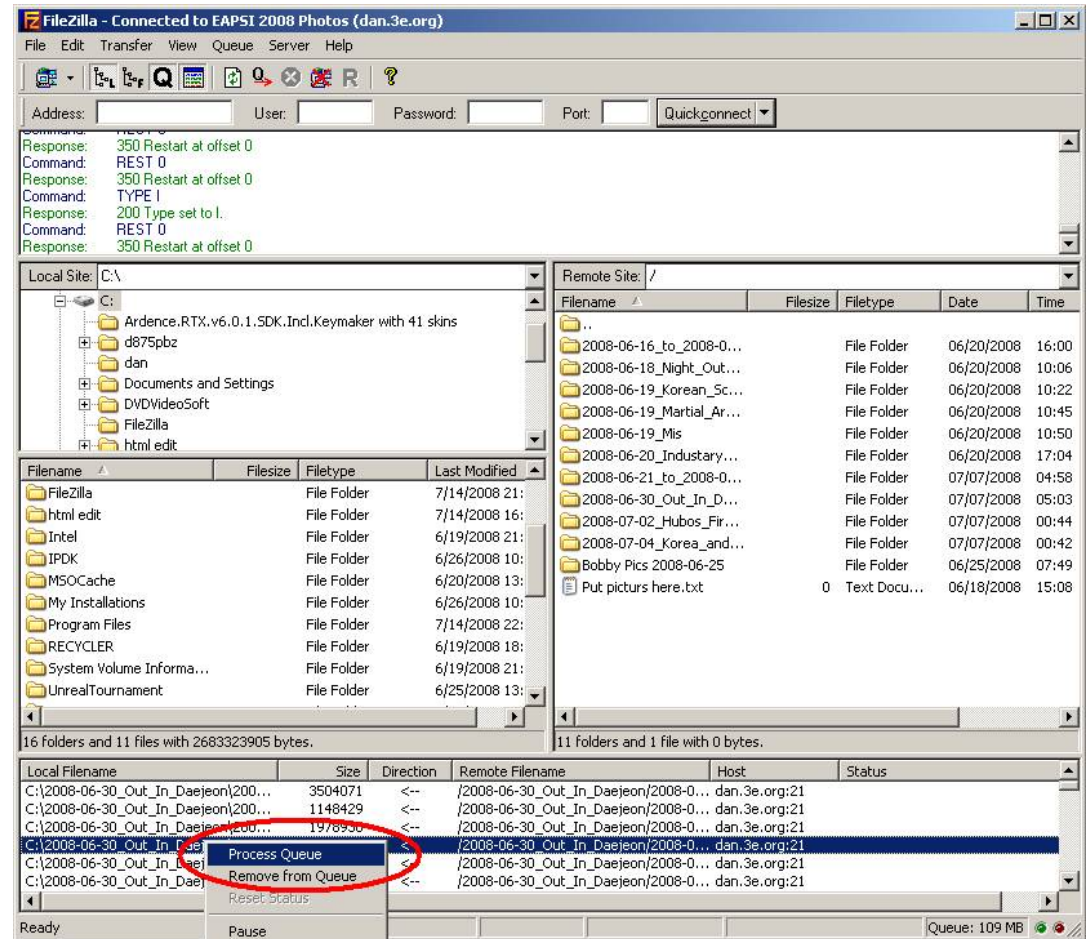 FileZilla - Connected to EAPSI 2008 Photos (dan.3e.org)
File Edit Transfer View Queue Server Help
Address: User: Password: Port: Quickconnect
Response: 350 Restart at offset 0
Command: REST 0
Response: 350 Restart at offset 0
Command: TYPE I
Response: 200 Type set to I.
Command: REST 0
Response: 350 Restart at offset 0
Local Site: C:\
C:
Ardence.RTX.v6.0.1.SDK.Incl.Keymaker with 41 skins
d875pbz
dan
Documents and Settings
DVDVideoSoft
FileZilla
html edit
Filename Filesize Filetype Last Modified
FileZilla File Folder 7/14/2008 21:
html edit File Folder 7/14/2008 16:
Intel File Folder 6/19/2008 21:
IPDK File Folder 6/26/2008 10:
MSOCache File Folder 6/20/2008 13:
My Installations File Folder 6/26/2008 10:
Program Files File Folder 7/14/2008 22:
RECYCLER File Folder 6/19/2008 18:
System Volume Informa... File Folder 6/19/2008 21:
UnrealTournament File Folder 6/25/2008 13:
16 folders and 11 files with 2683323905 bytes.
Remote Site: /
Filename Filesize Filetype Date Time
..
2008-06-16_to_2008-0... File Folder 06/20/2008 16:00
2008-06-18_Night_Out... File Folder 06/20/2008 10:06
2008-06-19_Korean_Sc... File Folder 06/20/2008 10:22
2008-06-19_Martial_Ar... File Folder 06/20/2008 10:45
2008-06-19_Mis File Folder 06/20/2008 10:50
2008-06-20_Industary... File Folder 06/20/2008 17:04
2008-06-21_to_2008-0... File Folder 07/07/2008 04:58
2008-06-30_Out_In_D... File Folder 07/07/2008 05:03
2008-07-02_Hubos_Fir... File Folder 07/07/2008 00:44
2008-07-04_Korea_and... File Folder 07/07/2008 00:42
Bobby Pics 2008-06-25 File Folder 06/25/2008 07:49
Put picturs here.txt 0 Text Docu... 06/18/2008 15:08
11 folders and 1 file with 0 bytes.
Local Filename Size Direction Remote Filename Host Status
C:\2008-06-30_Out_In_Daejeon\200... 3504071 <-- /2008-06-30_Out_In_Daejeon/2008-0... dan.3e.org:21
C:\2008-06-30_Out_In_Daejeon\200... 1148429 <-- /2008-06-30_Out_In_Daejeon/2008-0... dan.3e.org:21
C:\2008-06-30_Out_In_Daejeon\200... <-- /2008-06-30_Out_In_Daejeon/2008-0... dan.3e.org:21
C:\2008-06-30_Out_In_Daej /2008-06-30_Out_In_Daejeon/2008-0... dan.3e.org:21
C:\2008-06-30_Out_In_Daej <-- /2008-06-30_Out_In_Daejeon/2008-0... dan.3e.org:21
C:\2008-06-30_Out_In_Daej <-- /2008-06-30_Out_In_Daejeon/2008-0... dan.3e.org:21
Process Queue
Remove from Queue
Reset Status
Pause
Ready Queue: 109 MB